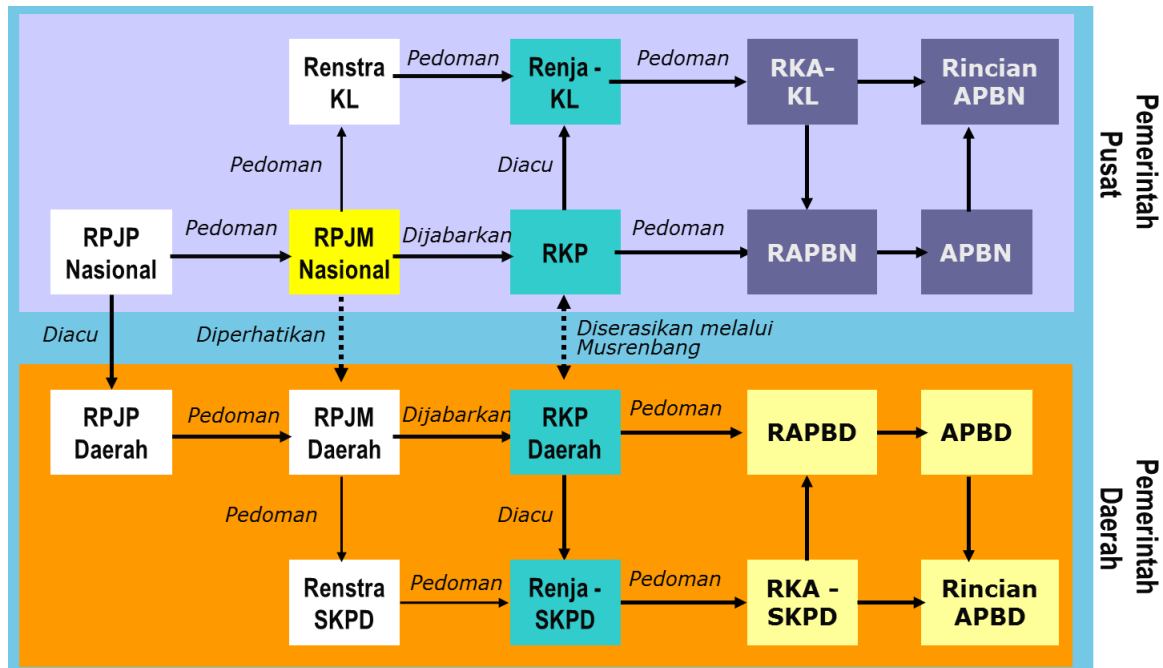 Renstra
KL
Pedoman
Renja -
KL
Pedoman
RKA–
KL
Rincian
APBN
Pedoman
Diacu
RPJP
Nasional
Pedoman
RPJM
Nasional
Dijabarkan
RKP
Pedoman
RAPBN
APBN
Pemerintah
Pusat
Diacu
Diperhatikan
Diserasikan melalui
Musrenbang
RPJP
Daerah
Pedoman
RPJM
Daerah
Dijabarkan
RKP
Daerah
Pedoman
RAPBD
APBD
Pedoman
Diacu
Renstra
SKPD
Pedoman
Renja -
SKPD
Pedoman
RKA –
SKPD
Rincian
APBD
Pemerintah
Daerah